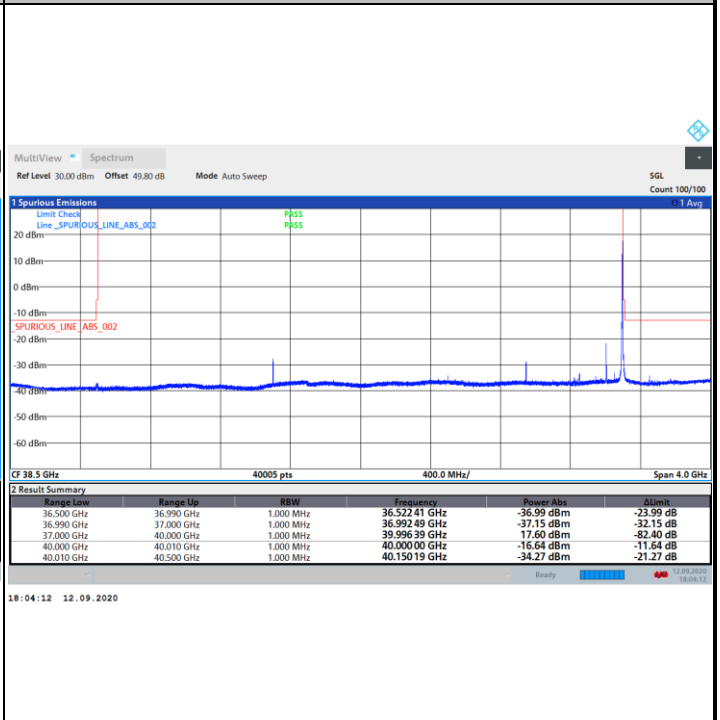 MultiView Spectrum
Ref Level 30.00 dBm Offset 49.80 dB Mode Auto Sweep SGL
Count 100/100
1 Spurious Emissions 1 Avg
Limit Check PASS
Line _SPURIOUS_LINE_ABS_002 PASS
20 dBm
10 dBm
0 dBm
-10 dBm
_SPURIOUS_LINE_ABS_002
-20 dBm
-30 dBm
-40 dBm
-50 dBm
-60 dBm
CF 38.5 GHz 40005 pts 400.0 MHz/ Span 4.0 GHz
2 Result Summary
Range Low Range Up RBW Frequency Power Abs ΔLimit
36.500 GHz 36.990 GHz 1.000 MHz 36.522 41 GHz -36.99 dBm -23.99 dB
36.990 GHz 37.000 GHz 1.000 MHz 36.992 49 GHz -37.15 dBm -32.15 dB
37.000 GHz 40.000 GHz 1.000 MHz 39.996 39 GHz 17.60 dBm -82.40 dB
40.000 GHz 40.010 GHz 1.000 MHz 40.000 00 GHz -16.64 dBm -11.64 dB
40.010 GHz 40.500 GHz 1.000 MHz 40.150 19 GHz -34.27 dBm -21.27 dB
Ready 12.09.2020
18:04:12
18:04:12 12.09.2020